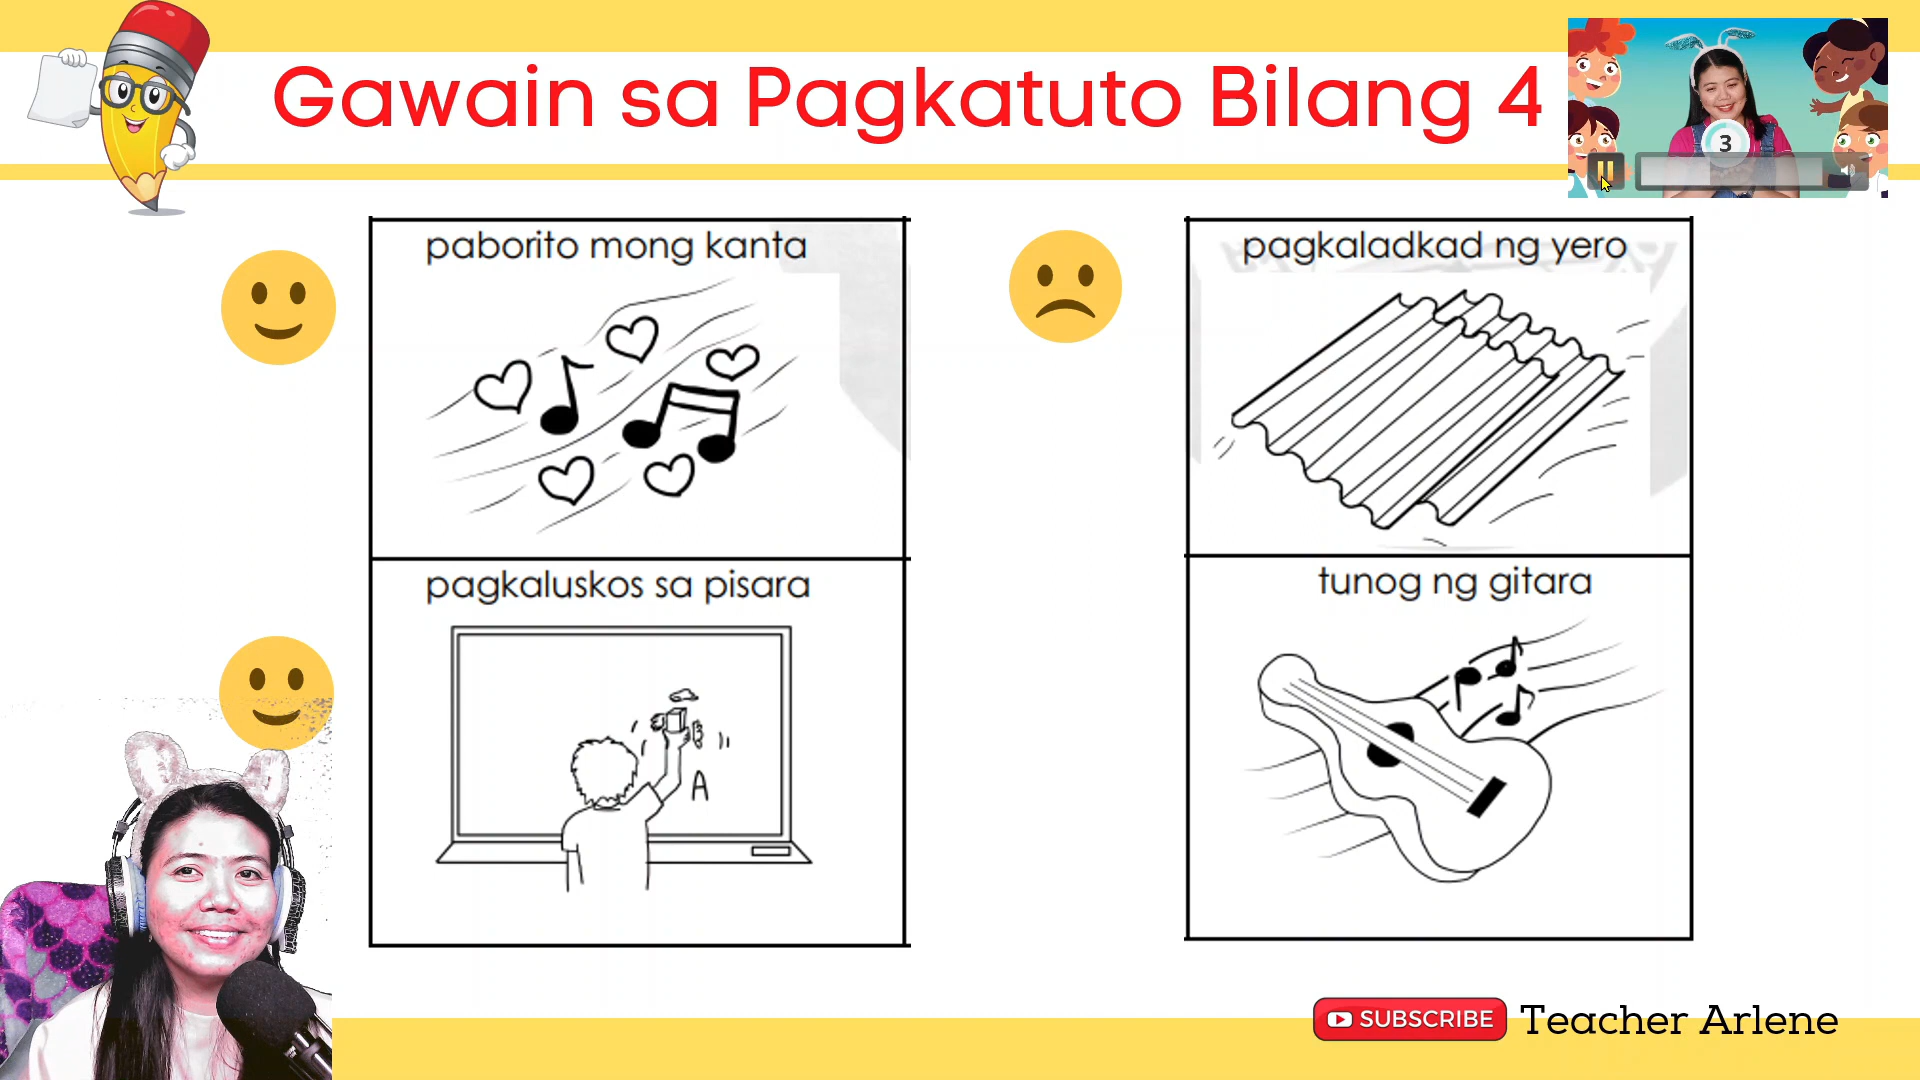 Gawain sa Pagkatuto Bilang 4
3
paborito mong kanta
pagkaladkad ng yero
pagkaluskos sa pisara
A
tunog ng gitara
SUBSCRIBE
Teacher Arlene